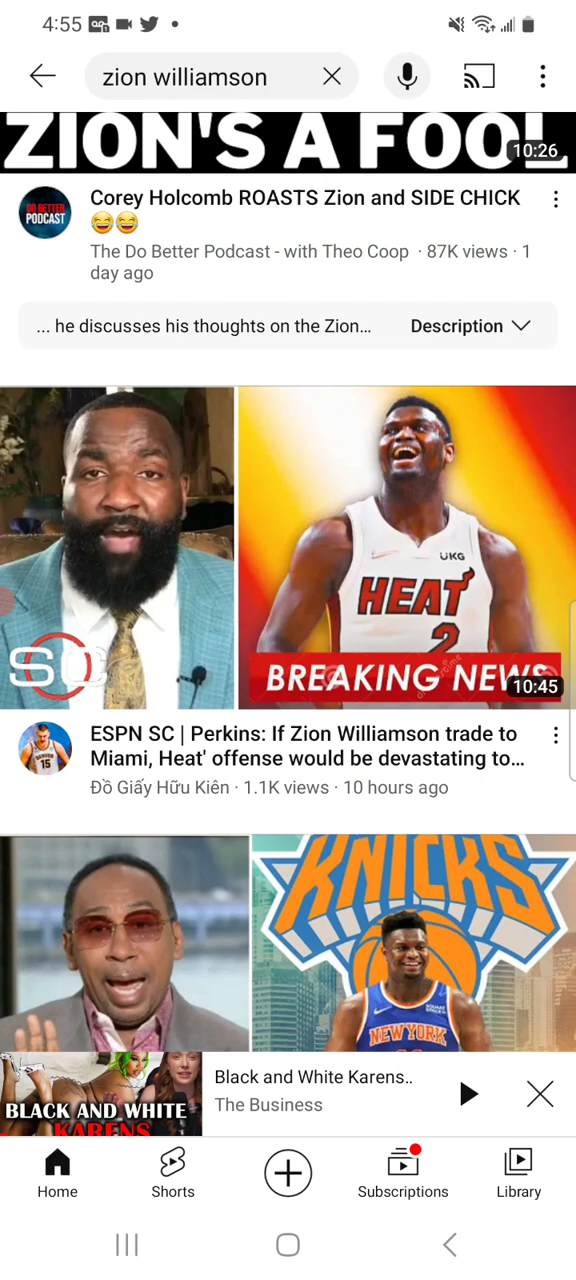 4:55
zion williamson
ZION'S A FOOL
10:26
DO BETTER
PODCAST
Corey Holcomb ROASTS Zion and SIDE CHICK
😂😂
The Do Better Podcast - with Theo Coop · 87K views · 1
day ago
... he discusses his thoughts on the Zion...
Description
UKG
HEAT
2
SC
BREAKING NEWS
10:45
DENVER
15
ESPN SC | Perkins: If Zion Williamson trade to
Miami, Heat' offense would be devastating to...
Đồ Giấy Hữu Kiên · 1.1K views · 10 hours ago
KNICKS
NEW YORK
BLACK AND WHITE
KARENS
Black and White Karens..
The Business
Home
Shorts
Subscriptions
Library